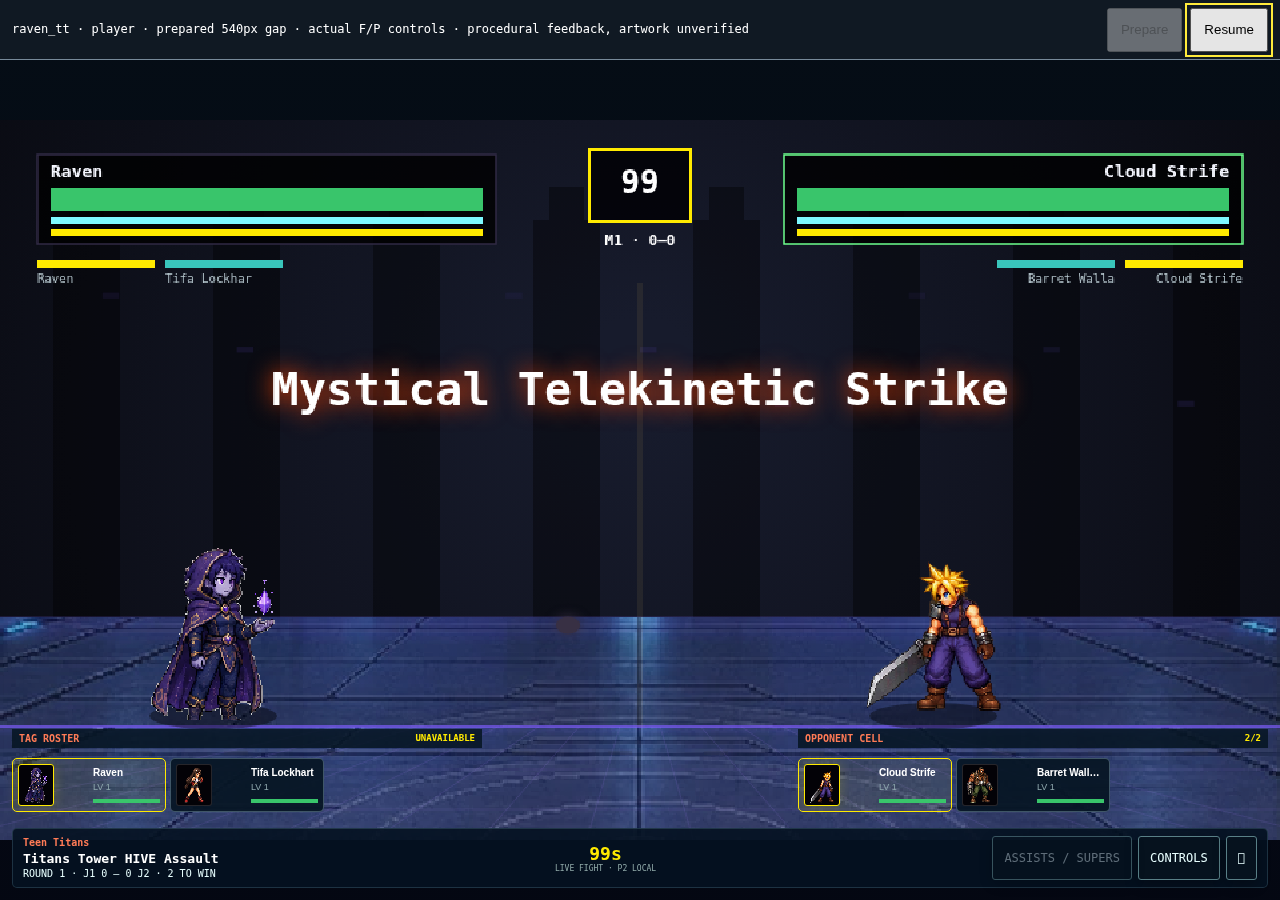 raven_tt · player · prepared 540px gap · actual F/P controls · procedural feedback, artwork unverified
Prepare
Resume
Raven
99
Cloud Strife
M1 · 0–0
Raven
Tifa Lockhar
Barret Walla
Cloud Strife
Mystical Telekinetic Strike
TAG ROSTER
UNAVAILABLE
OPPONENT CELL
2/2
Raven
LV 1
Tifa Lockhart
LV 1
Cloud Strife
LV 1
Barret Wall…
LV 1
Teen Titans
Titans Tower HIVE Assault
ROUND 1 · J1 0 – 0 J2 · 2 TO WIN
99s
LIVE FIGHT · P2 LOCAL
ASSISTS / SUPERS
CONTROLS